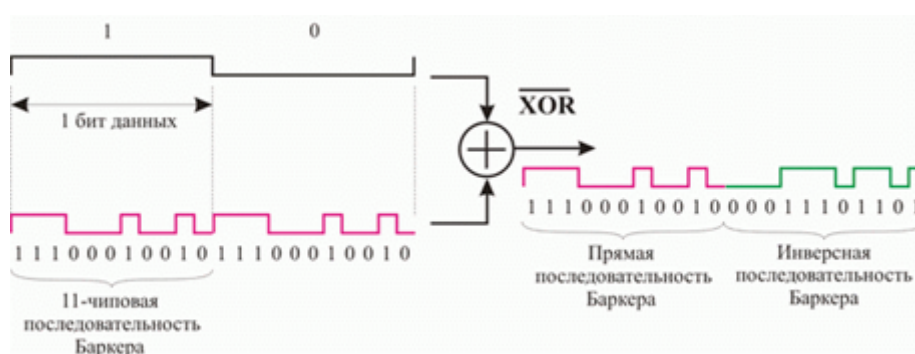 1 0
1 бит данных
XOR
1 1 1 0 0 0 1 0 0 1 0 0 0 0 1 1 1 0 1 1 0 1
1 1 1 0 0 0 1 0 0 1 0 1 1 1 0 0 0 1 0 0 1 0
Прямая
последовательность
Баркера
Инверсная
последовательность
Баркера
11-чиповая
последовательность
Баркера